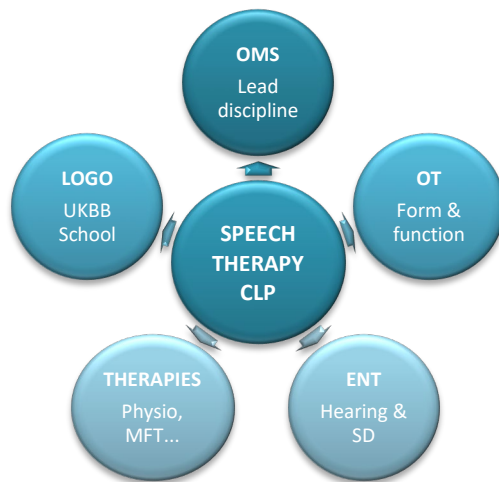 OMS
Lead
discipline
LOGO
UKBB
School
OT
Form &
function
SPEECH
THERAPY
CLP
THERAPIES
Physio,
MFT...
ENT
Hearing &
SD